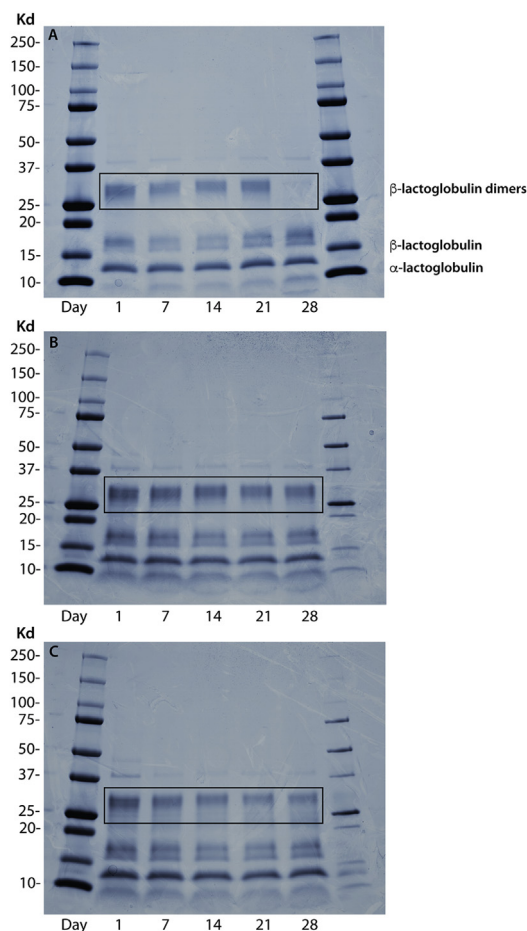 Kd
A
250-
150-
100-
75-
50-
37-
25-
20-
15-
10-
β-lactoglobulin dimers
β-lactoglobulin
α-lactoglobulin
Day 1 7 14 21 28
Kd
B
250-
150-
100-
75-
50-
37-
25-
20-
15-
10-
Day 1 7 14 21 28
Kd
C
250-
150-
100-
75-
50-
37-
25-
20-
10-
Day 1 7 14 21 28